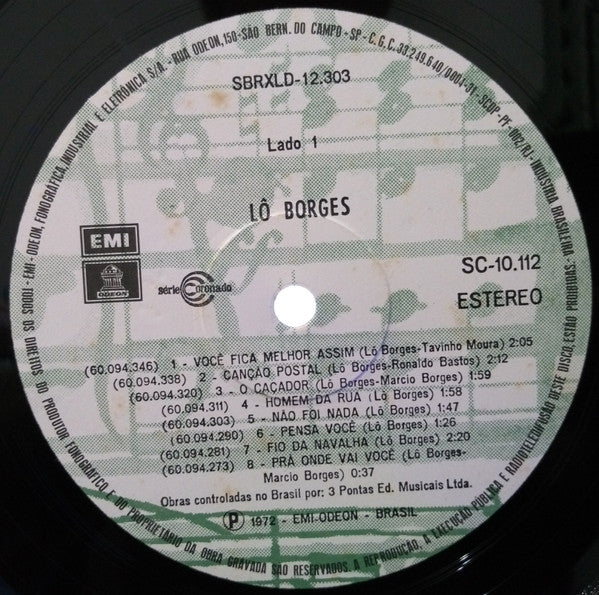 TODOS OS DIREITOS DO PRODUTOR FONOGRÁFICO E DO PROPRIETÁRIO DA OBRA GRAVADA SÃO RESERVADOS. A REPRODUÇÃO, A EXECUÇÃO PÚBLICA E RADIOTELEDIFUSÃO DESTE DISCO ESTÃO PROIBIDAS -
EMI - ODEON, FONOGRÁFICA, INDUSTRIAL E ELETRÔNICA S/A. - RUA ODEON, 150 - SÃO BERN. DO CAMPO - SP - C.G.C. 33.249.640/0001-31 - SCDP - PF - 002/RJ - INDÚSTRIA BRASILEIRA
SBRXLD-12.303
Lado 1
LÔ BORGES
EMI
ODEON
série Coronado
SC-10.112
ESTEREO
(60.094.346) 1 - VOCÊ FICA MELHOR ASSIM (Lô Borges-Tavinho Moura) 2:05
(60.094.338) 2 - CANÇÃO POSTAL (Lô Borges-Ronaldo Bastos) 2:12
(60.094.320) 3 - O CAÇADOR (Lô Borges-Marcio Borges) 1:59
(60.094.311) 4 - HOMEM DA RUA (Lô Borges) 1:58
(60.094.303) 5 - NÃO FOI NADA (Lô Borges) 1:47
(60.094.290) 6 - PENSA VOCÊ (Lô Borges) 1:26
(60.094.281) 7 - FIO DA NAVALHA (Lô Borges) 2:20
(60.094.273) 8 - PRÁ ONDE VAI VOCÊ (Lô Borges-
Marcio Borges) 0:37
Obras controladas no Brasil por: 3 Pontas Ed. Musicais Ltda.
Ⓟ 1972 - EMI-ODEON - BRASIL